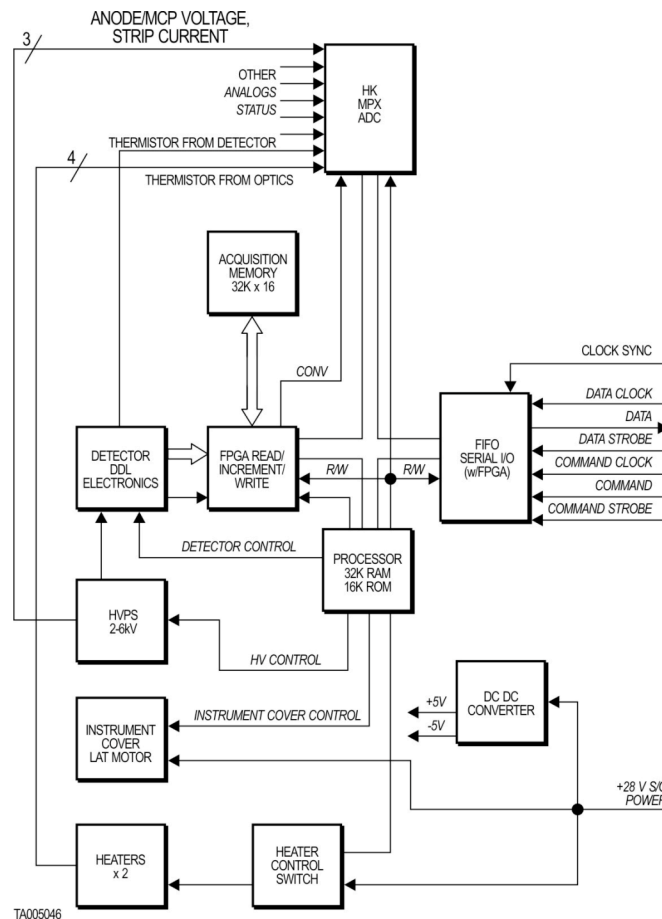 ANODE/MCP VOLTAGE,
STRIP CURRENT
3
OTHER
ANALOGS
STATUS
HK
MPX
ADC
THERMISTOR FROM DETECTOR
4
THERMISTOR FROM OPTICS
ACQUISITION
MEMORY
32K x 16
CONV
CLOCK SYNC
DATA CLOCK
DATA
DATA STROBE
COMMAND CLOCK
COMMAND
COMMAND STROBE
FIFO
SERIAL I/O
(w/FPGA)
DETECTOR
DDL
ELECTRONICS
FPGA READ/
INCREMENT/
WRITE
R/W
R/W
DETECTOR CONTROL
PROCESSOR
32K RAM
16K ROM
HVPS
2-6kV
HV CONTROL
INSTRUMENT
COVER
LAT MOTOR
INSTRUMENT COVER CONTROL
+5V
-5V
DC DC
CONVERTER
+28 V S/C
POWER
HEATERS
x 2
HEATER
CONTROL
SWITCH
TA005046